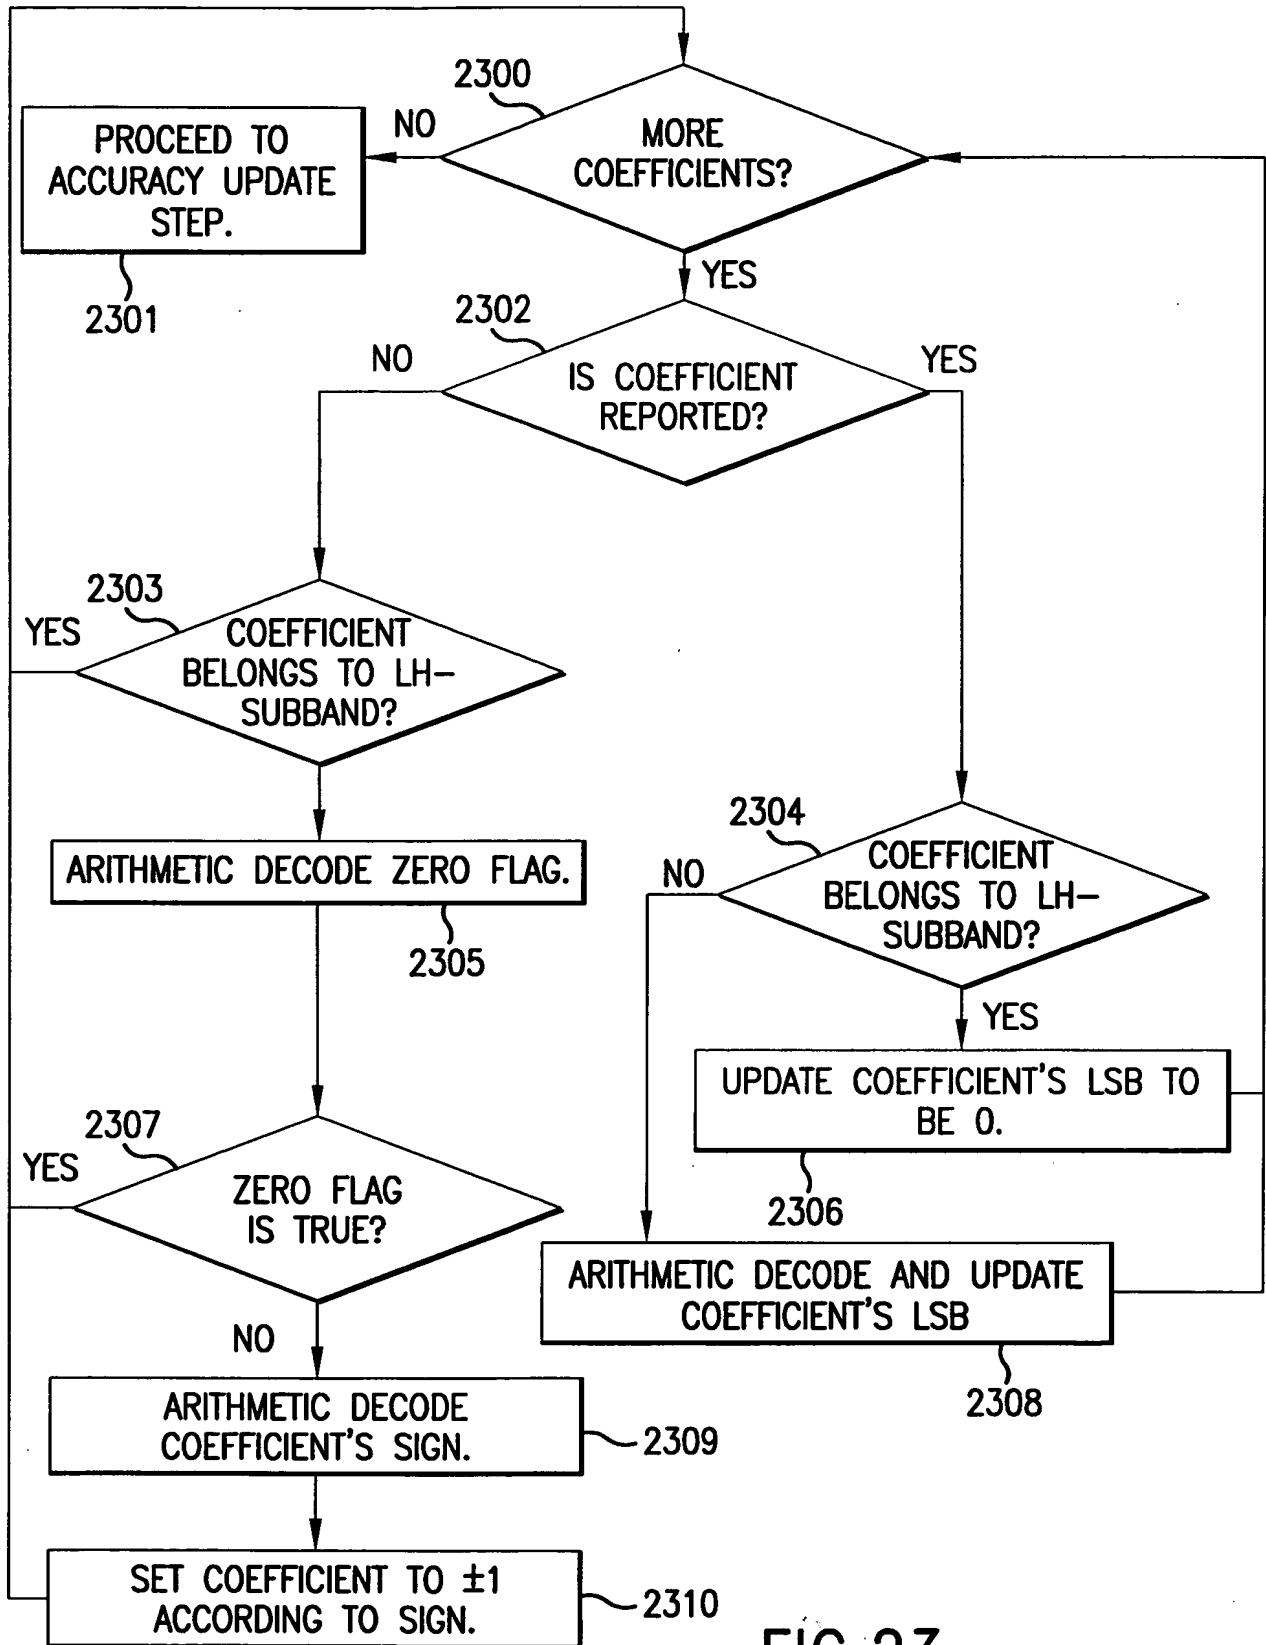 2300
MORE
COEFFICIENTS?
NO
PROCEED TO
ACCURACY UPDATE
STEP.
2301
YES
2302
IS COEFFICIENT
REPORTED?
NO
YES
2303
COEFFICIENT
BELONGS TO LH-
SUBBAND?
YES
ARITHMETIC DECODE ZERO FLAG.
2305
2304
COEFFICIENT
BELONGS TO LH-
SUBBAND?
NO
YES
UPDATE COEFFICIENT'S LSB TO
BE 0.
2306
2307
ZERO FLAG
IS TRUE?
YES
NO
ARITHMETIC DECODE AND UPDATE
COEFFICIENT'S LSB
2308
ARITHMETIC DECODE
COEFFICIENT'S SIGN.
2309
SET COEFFICIENT TO ±1
ACCORDING TO SIGN.
2310
FIG.23